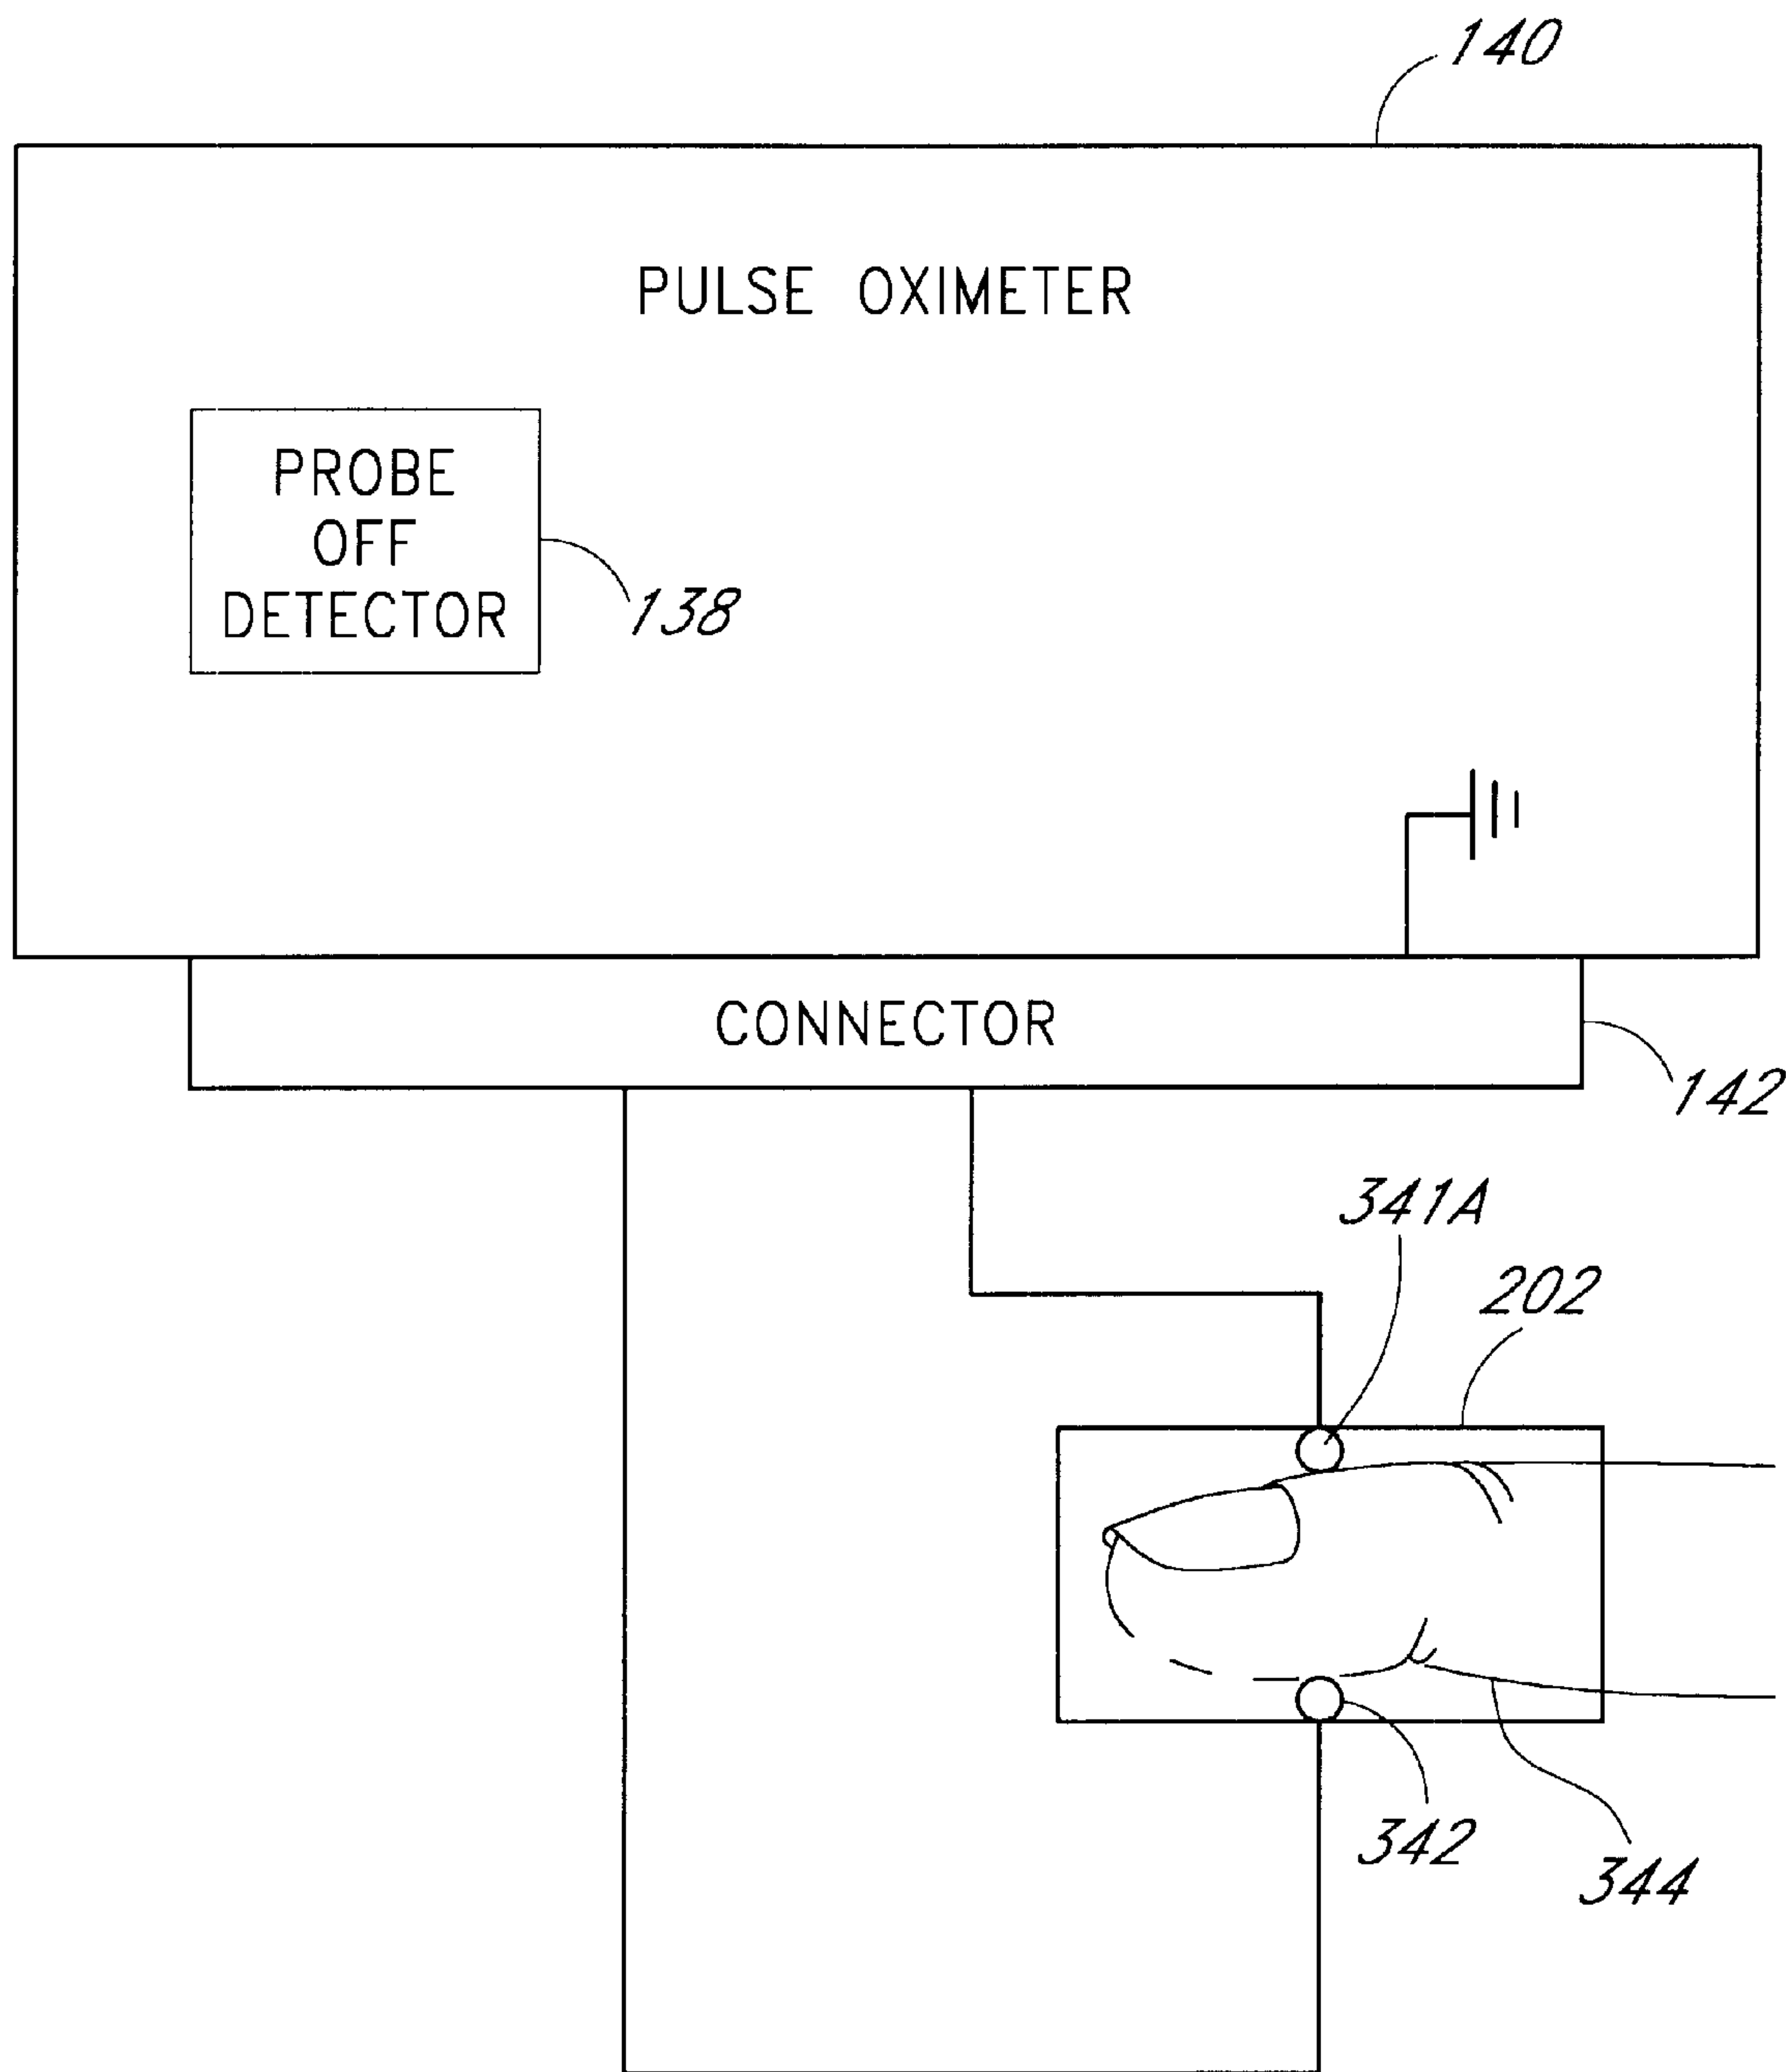 140
PULSE OXIMETER
PROBE
OFF
DETECTOR
138
CONNECTOR
142
341A
202
342
344